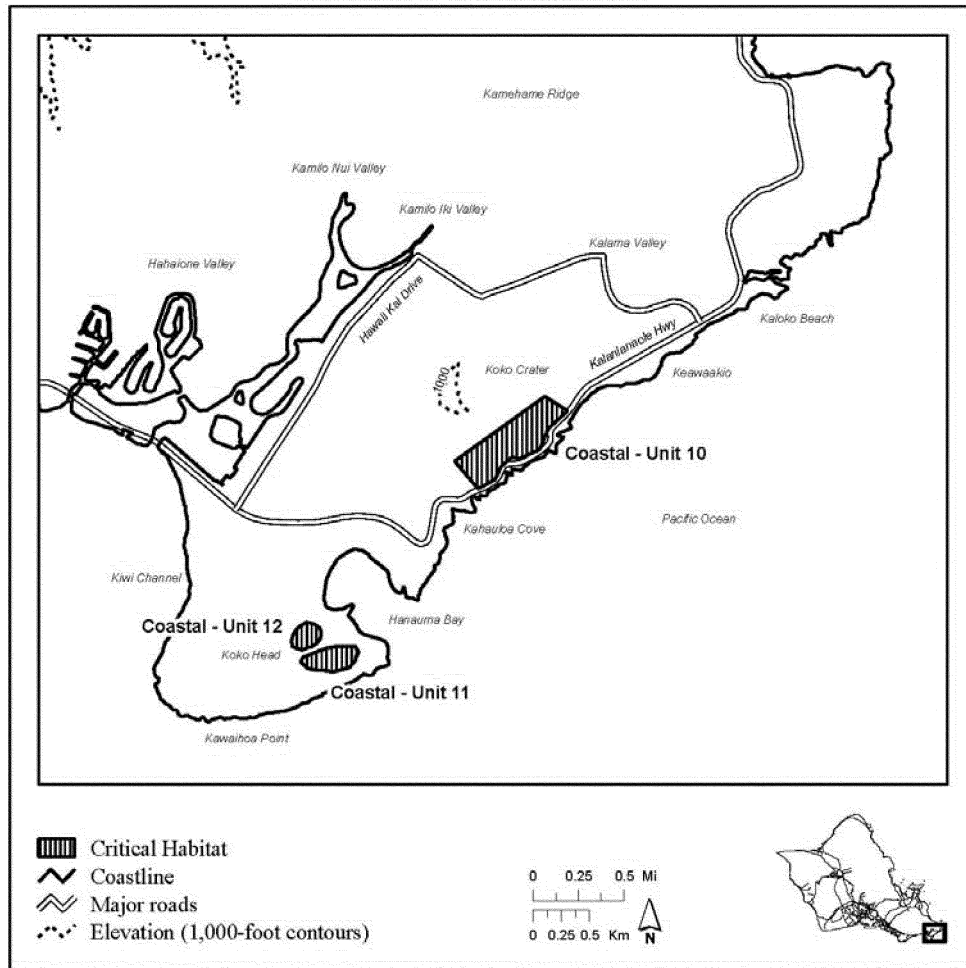 Kamehame Ridge
Kamilo Nui Valley
Kamilo Iki Valley
Kalama Valley
Hahaione Valley
Hawaii Kai Drive
Kaloko Beach
Kalanianaole Hwy
Keawaakio
Koko Crater
1000
Coastal - Unit 10
Pacific Ocean
Kahauloa Cove
Kiwi Channel
Hanauma Bay
Coastal - Unit 12
Koko Head
Coastal - Unit 11
Kawaihoa Point
Critical Habitat
Coastline
Major roads
Elevation (1,000-foot contours)
0 0.25 0.5 Mi
0 0.25 0.5 Km
N